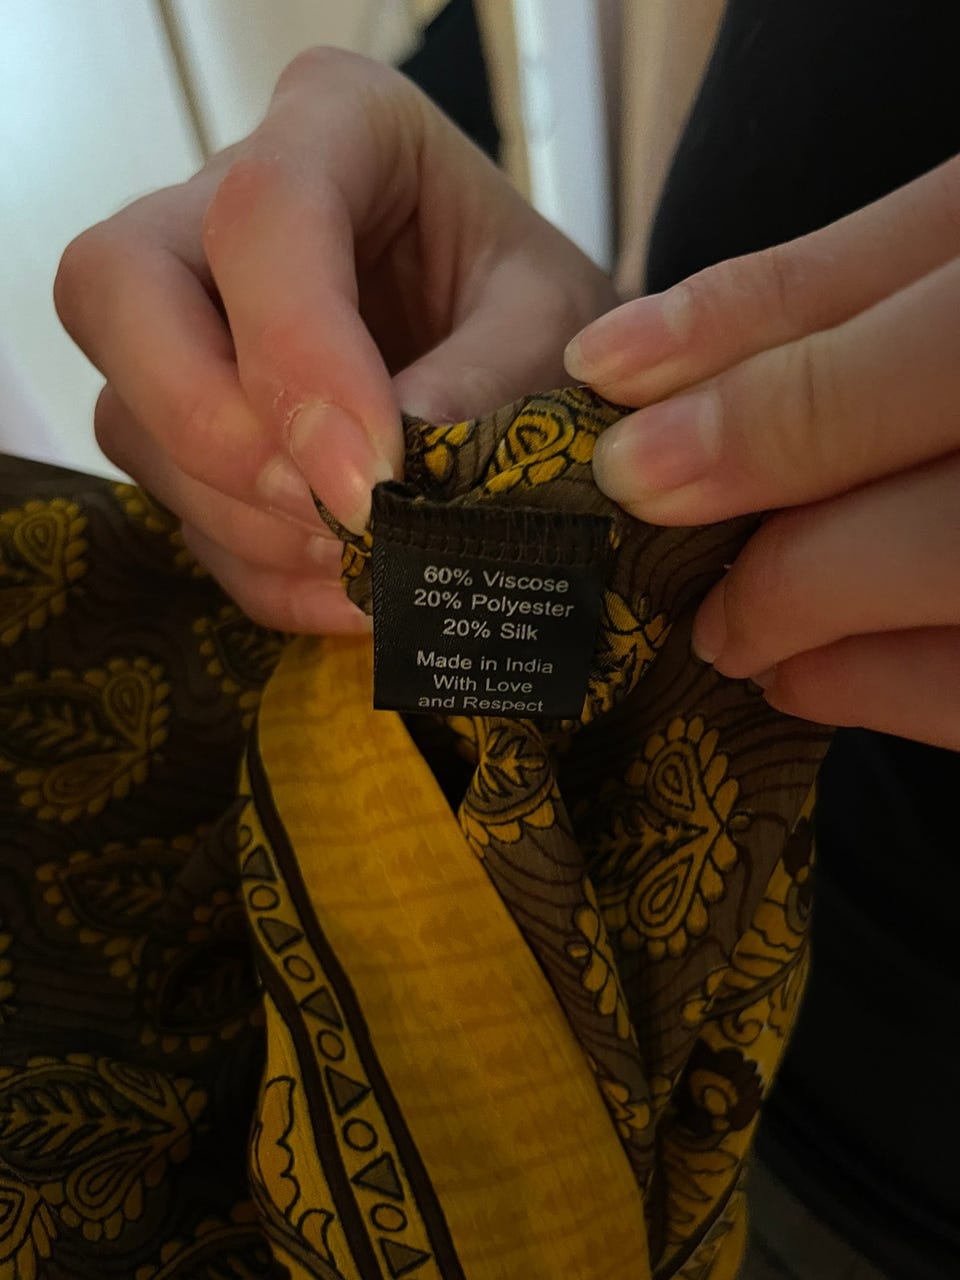 60% Viscose
20% Polyester
20% Silk
Made in India
With Love
and Respect